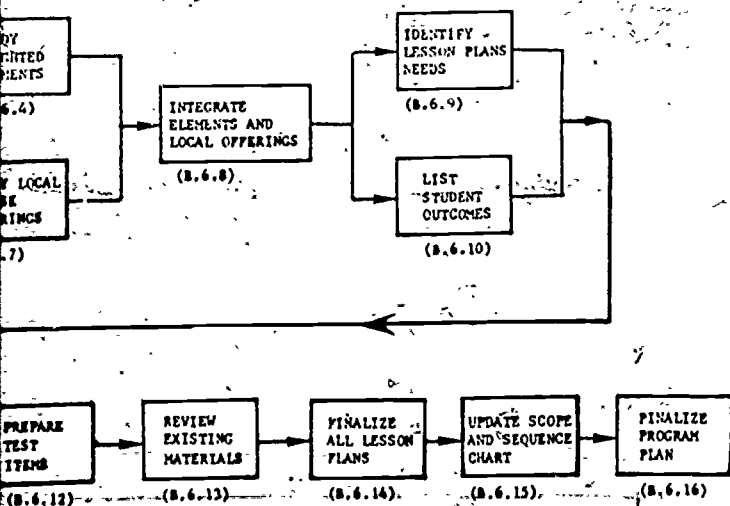 IDENTIFY
LESSON PLANS
NEEDS
(B.6.9)
INTEGRATE
ELEMENTS AND
LOCAL OFFERINGS
(B.6.8)
LOCAL
LIST
STUDENT
OUTCOMES
(B.6.10)
PREPARE
TEST
ITEMS
(B.6.12)
REVIEW
EXISTING
MATERIALS
(B.6.13)
FINALIZE
ALL LESSON
PLANS
(B.6.14)
UPDATE SCOPE
AND SEQUENCE
CHART
(B.6.15)
FINALIZE
PROGRAM
PLAN
(B.6.16)